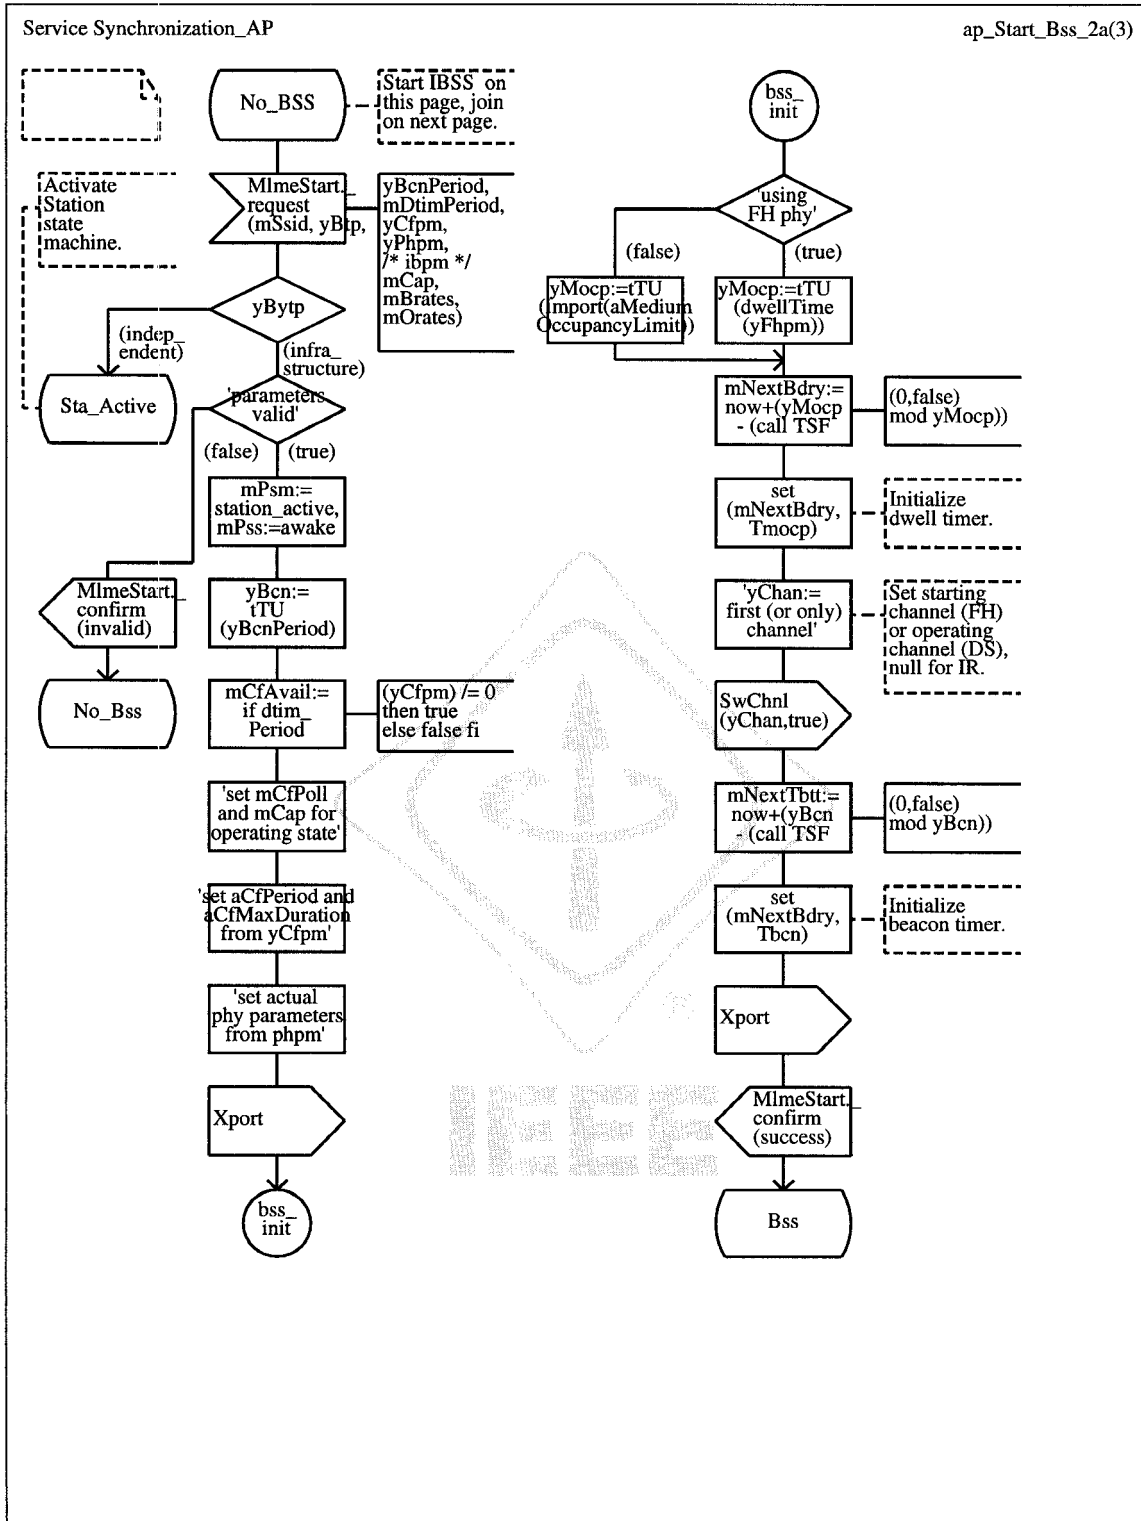 Service Synchronization_AP
ap_Start_Bss_2a(3)
No_BSS
Start IBSS on
this page, join
on next page.
Activate
Station
state
machine.
MlmeStart._
request
(mSsid, yBtp,
yBcnPeriod,
mDtimPeriod,
yCfpm,
yPhpm,
/* ibpm */
mCap,
mBrates,
mOrates)
yBytp
(indep_
endent)
(infra_
structure)
Sta_Active
'parameters
valid'
(false)
(true)
mPsm:=
station_active,
mPss:=awake
MlmeStart._
confirm
(invalid)
No_Bss
yBcn:=
tTU
(yBcnPeriod)
mCfAvail:=
if dtim_
Period
(yCfpm) /= 0
then true
else false fi
'set mCfPoll
and mCap for
operating state'
'set aCfPeriod and
aCfMaxDuration
from yCfpm'
'set actual
phy parameters
from phpm'
Xport
bss_
init
bss_
init
'using
FH phy'
(false)
(true)
yMocp:=tTU
(import(aMedium
OccupancyLimit))
yMocp:=tTU
(dwellTime
(yFhpm))
mNextBdry:=
now+(yMocp
- (call TSF
(0,false)
mod yMocp))
set
(mNextBdry,
Tmocp)
Initialize
dwell timer.
'yChan:=
first (or only)
channel'
Set starting
channel (FH)
or operating
channel (DS),
null for IR.
SwChnl
(yChan,true)
mNextTbtt:=
now+(yBcn
- (call TSF
(0,false)
mod yBcn))
set
(mNextBdry,
Tbcn)
Initialize
beacon timer.
Xport
MlmeStart._
confirm
(success)
Bss
IEEE
®